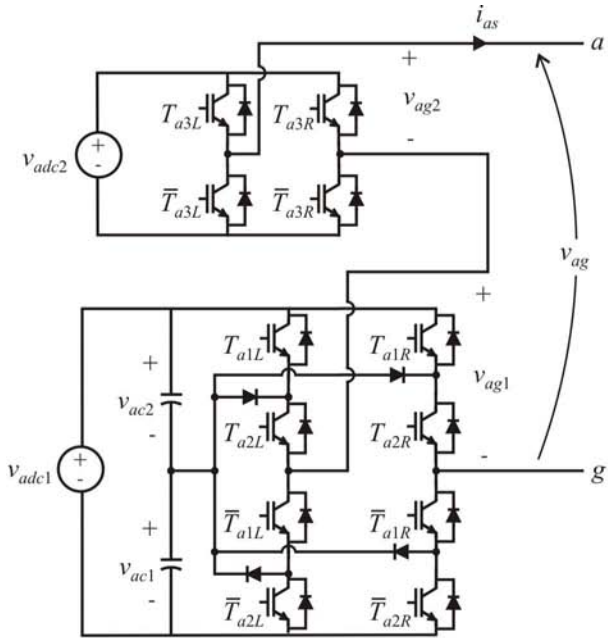 i_as
a
+
T_a3L
T_a3R
v_ag2
+
-
v_adc2
-
T̅_a3L
T̅_a3R
v_ag
+
+
T_a1L
T_a1R
v_ac2
v_ag1
-
T_a2L
T_a2R
+
-
v_adc1
-
g
+
T̅_a1L
T̅_a1R
v_ac1
-
T̅_a2L
T̅_a2R